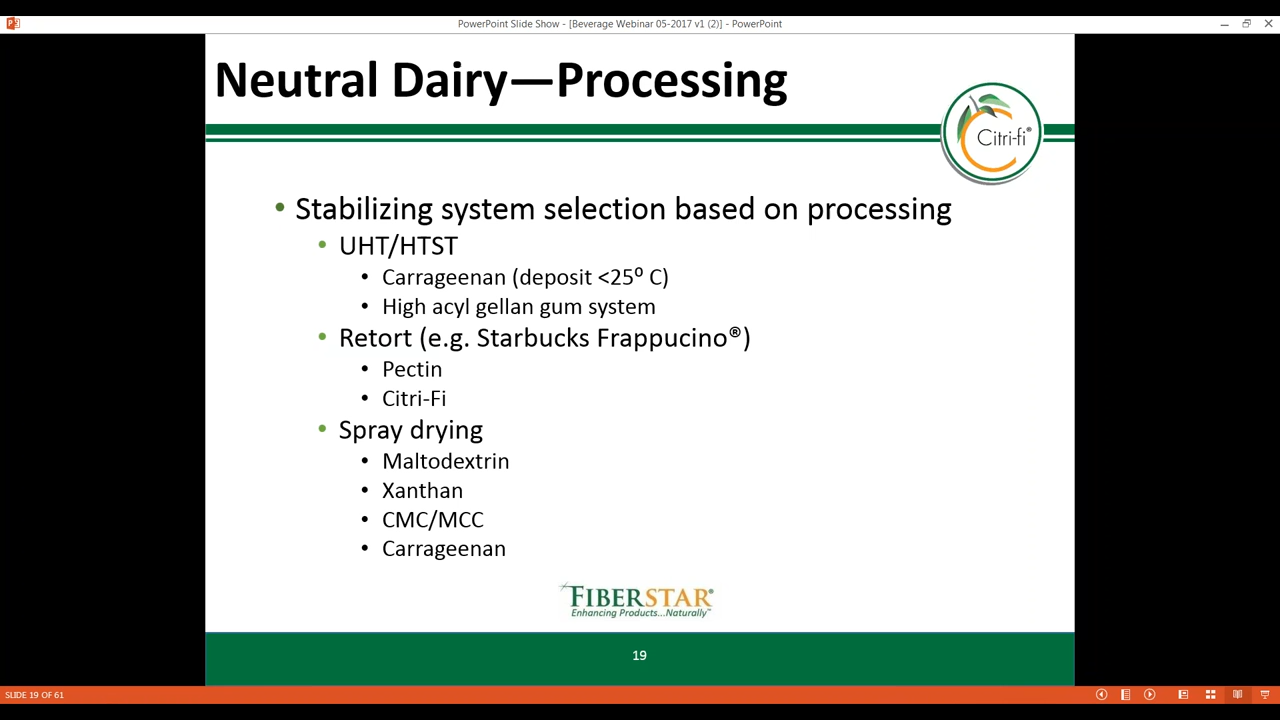 PowerPoint Slide Show - [Beverage Webinar 05-2017 v1 (2)] - PowerPoint
Neutral Dairy—Processing
Citri-fi®
• Stabilizing system selection based on processing
• UHT/HTST
• Carrageenan (deposit <25⁰ C)
• High acyl gellan gum system
• Retort (e.g. Starbucks Frappucino®)
• Pectin
• Citri-Fi
• Spray drying
• Maltodextrin
• Xanthan
• CMC/MCC
• Carrageenan
FIBERSTAR®
Enhancing Products...Naturally™
19
SLIDE 19 OF 61